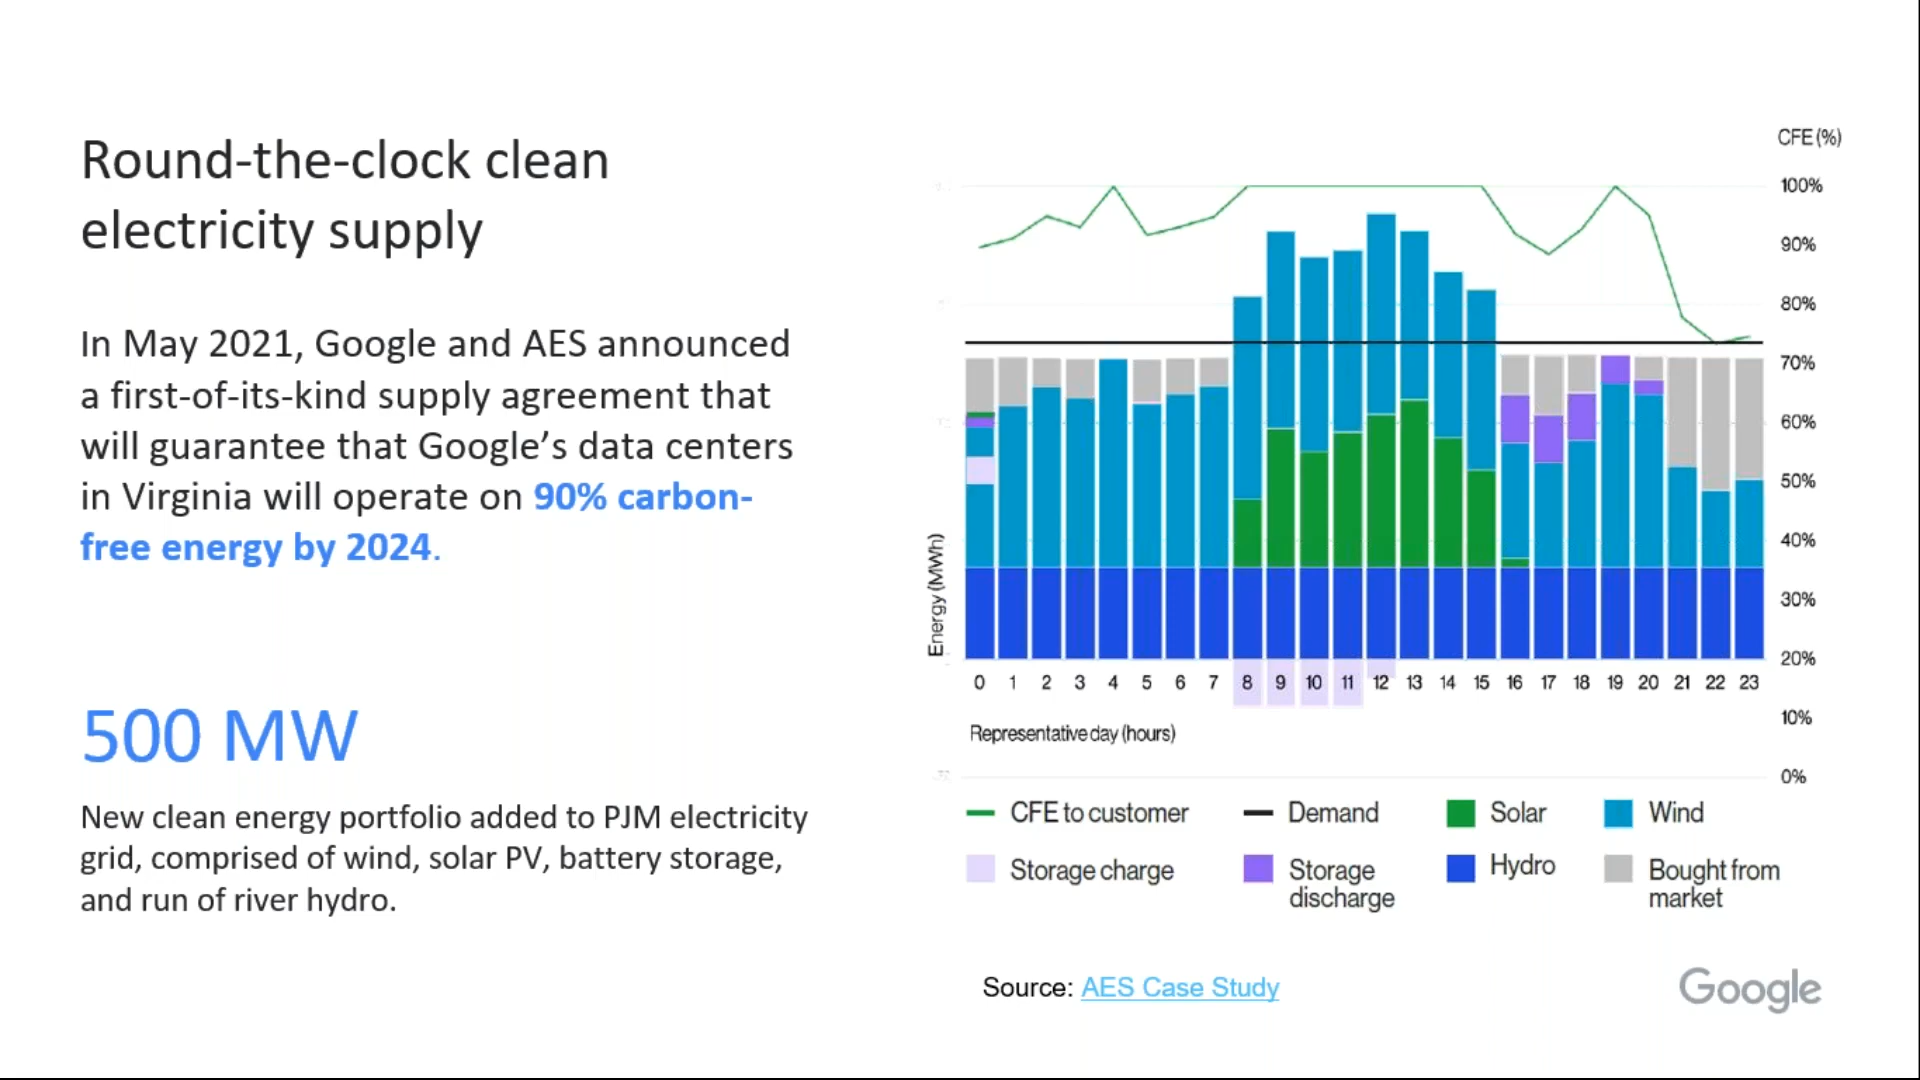 Round-the-clock clean
electricity supply
In May 2021, Google and AES announced
a first-of-its-kind supply agreement that
will guarantee that Google’s data centers
in Virginia will operate on 90% carbon-
free energy by 2024.
500 MW
New clean energy portfolio added to PJM electricity
grid, comprised of wind, solar PV, battery storage,
and run of river hydro.
CFE (%)
100%
90%
80%
70%
60%
50%
40%
30%
20%
10%
0%
Energy (MWh)
0 1 2 3 4 5 6 7 8 9 10 11 12 13 14 15 16 17 18 19 20 21 22 23
Representative day (hours)
CFE to customer
Demand
Solar
Wind
Storage charge
Storage
discharge
Hydro
Bought from
market
Source: AES Case Study
Google